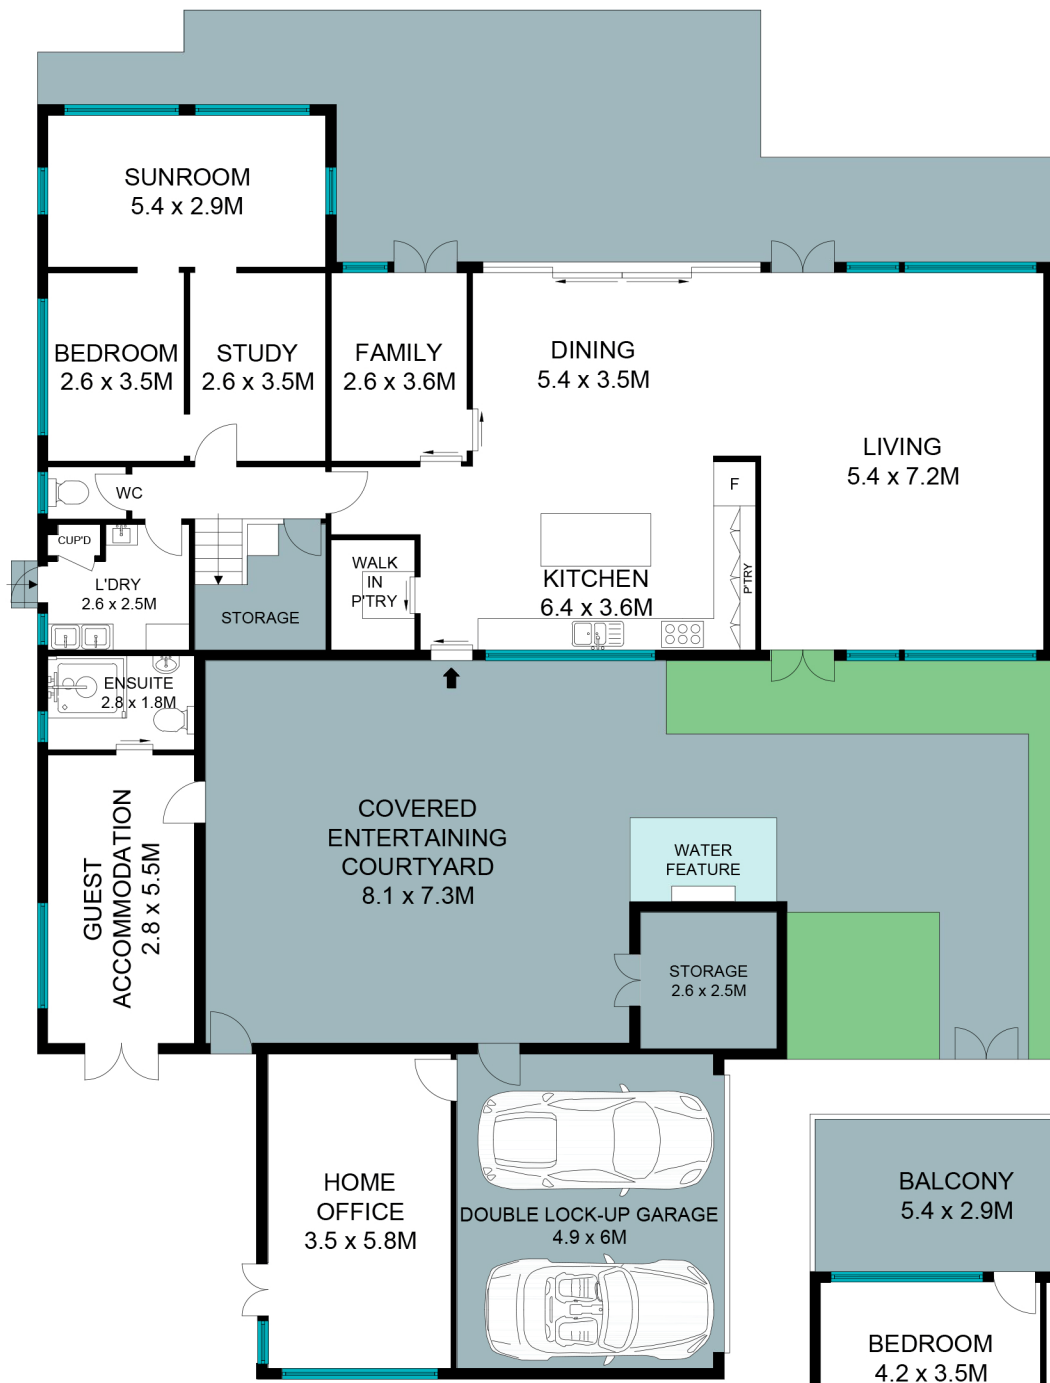 SUNROOM
5.4 x 2.9M
BEDROOM
2.6 x 3.5M
STUDY
2.6 x 3.5M
FAMILY
2.6 x 3.6M
DINING
5.4 x 3.5M
LIVING
5.4 x 7.2M
WC
F
CUP'D
L'DRY
2.6 x 2.5M
STORAGE
WALK
IN
P'TRY
KITCHEN
6.4 x 3.6M
P'TRY
ENSUITE
2.8 x 1.8M
GUEST
ACCOMMODATION
2.8 x 5.5M
COVERED
ENTERTAINING
COURTYARD
8.1 x 7.3M
WATER
FEATURE
STORAGE
2.6 x 2.5M
HOME
OFFICE
3.5 x 5.8M
DOUBLE LOCK-UP GARAGE
4.9 x 6M
BALCONY
5.4 x 2.9M
BEDROOM
4.2 x 3.5M